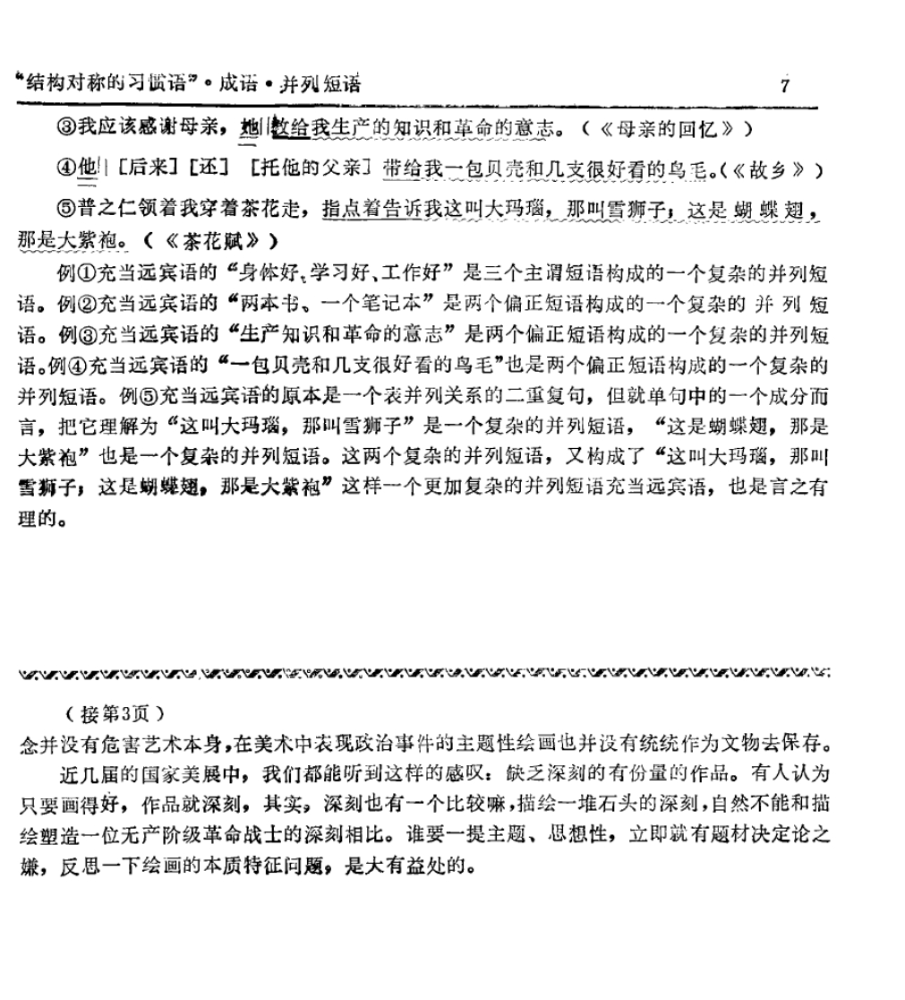 “结构对称的习惯语”·成语·并列短语 7
③我应该感谢母亲，她‖教给我生产的知识和革命的意志。（《母亲的回忆》）
④他‖［后来］［还］ ［托他的父亲］带给我一包贝壳和几支很好看的鸟毛。（《故乡》）
⑤普之仁领着我穿着茶花走，指点着告诉我这叫大玛瑙，那叫雪狮子；这是蝴蝶翅，
那是大紫袍。（《茶花赋》）
例①充当远宾语的“身体好、学习好、工作好”是三个主谓短语构成的一个复杂的并列短
语。例②充当远宾语的“两本书、一个笔记本”是两个偏正短语构成的一个复杂的并列短
语。例③充当远宾语的“生产知识和革命的意志”是两个偏正短语构成的一个复杂的并列短
语。例④充当远宾语的“一包贝壳和几支很好看的鸟毛”也是两个偏正短语构成的一个复杂的
并列短语。例⑤充当远宾语的原本是一个表并列关系的二重复句，但就单句中的一个成分而
言，把它理解为“这叫大玛瑙，那叫雪狮子”是一个复杂的并列短语，“这是蝴蝶翅，那是
大紫袍”也是一个复杂的并列短语。这两个复杂的并列短语，又构成了“这叫大玛瑙，那叫
雪狮子；这是蝴蝶翅，那是大紫袍”这样一个更加复杂的并列短语充当远宾语，也是言之有
理的。
（接第3页）
念并没有危害艺术本身，在美术中表现政治事件的主题性绘画也并没有统统作为文物去保存。
近几届的国家美展中，我们都能听到这样的感叹：缺乏深刻的有份量的作品。有人认为
只要画得好，作品就深刻，其实，深刻也有一个比较嘛，描绘一堆石头的深刻，自然不能和描
绘塑造一位无产阶级革命战士的深刻相比。谁要一提主题、思想性，立即就有题材决定论之
嫌，反思一下绘画的本质特征问题，是大有益处的。